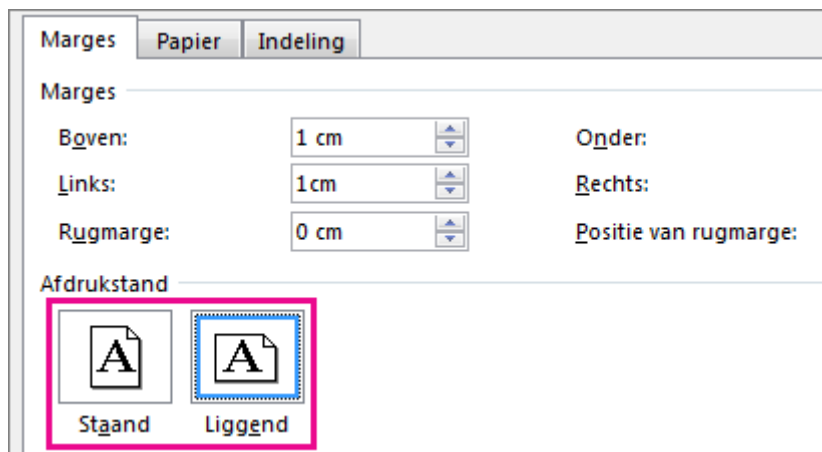 Marges Papier Indeling
Marges
Boven: 1 cm Onder:
Links: 1cm Rechts:
Rugmarge: 0 cm Positie van rugmarge:
Afdrukstand
A A
Staand Liggend